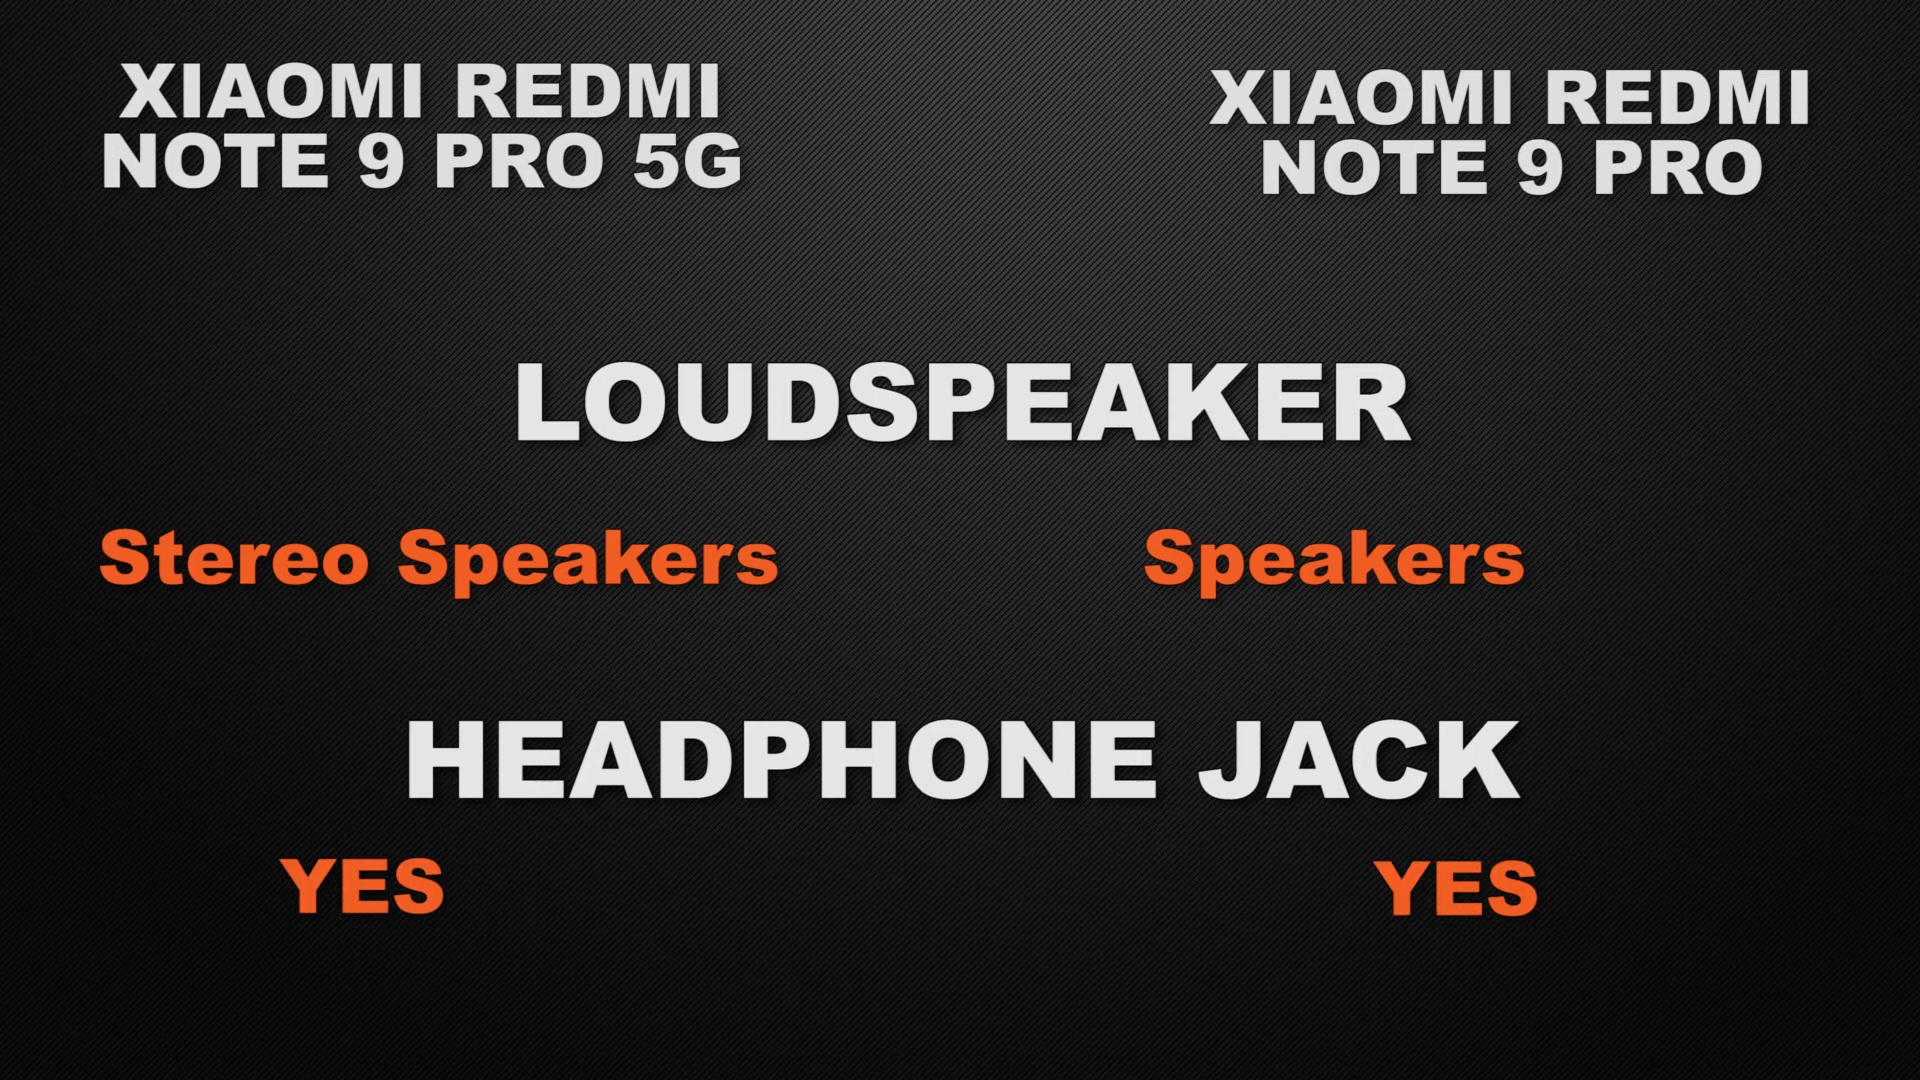 XIAOMI REDMI
NOTE 9 PRO 5G
XIAOMI REDMI
NOTE 9 PRO
LOUDSPEAKER
Stereo Speakers
Speakers
HEADPHONE JACK
YES
YES